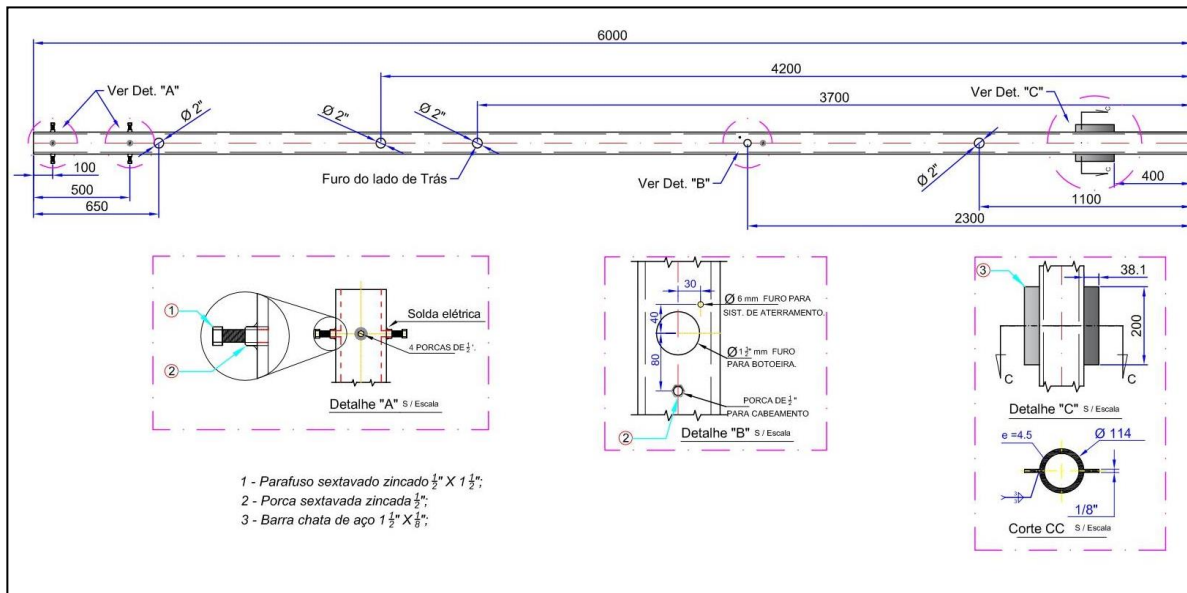 6000
4200
3700
Ver Det. "A"
Ø 2"
Ø 2"
Ø 2"
Ver Det. "C"
C
C
100
500
650
Furo do lado de Trás
Ver Det. "B"
Ø 2"
400
1100
2300
1
2
Solda elétrica
4 PORCAS DE ½".
Detalhe "A" S / Escala
30
40
80
Ø 6 mm FURO PARA
SIST. DE ATERRAMENTO.
Ø 1½" mm FURO
PARA BOTOEIRA.
PORCA DE ½"
PARA CABEAMENTO
2
Detalhe "B" S / Escala
3
38.1
200
C
C
Detalhe "C" S / Escala
e =4.5
Ø 114
1/8"
Corte CC S / Escala
1 - Parafuso sextavado zincado ½" X 1 ½";
2 - Porca sextavada zincada ½";
3 - Barra chata de aço 1 ½" X ⅛";